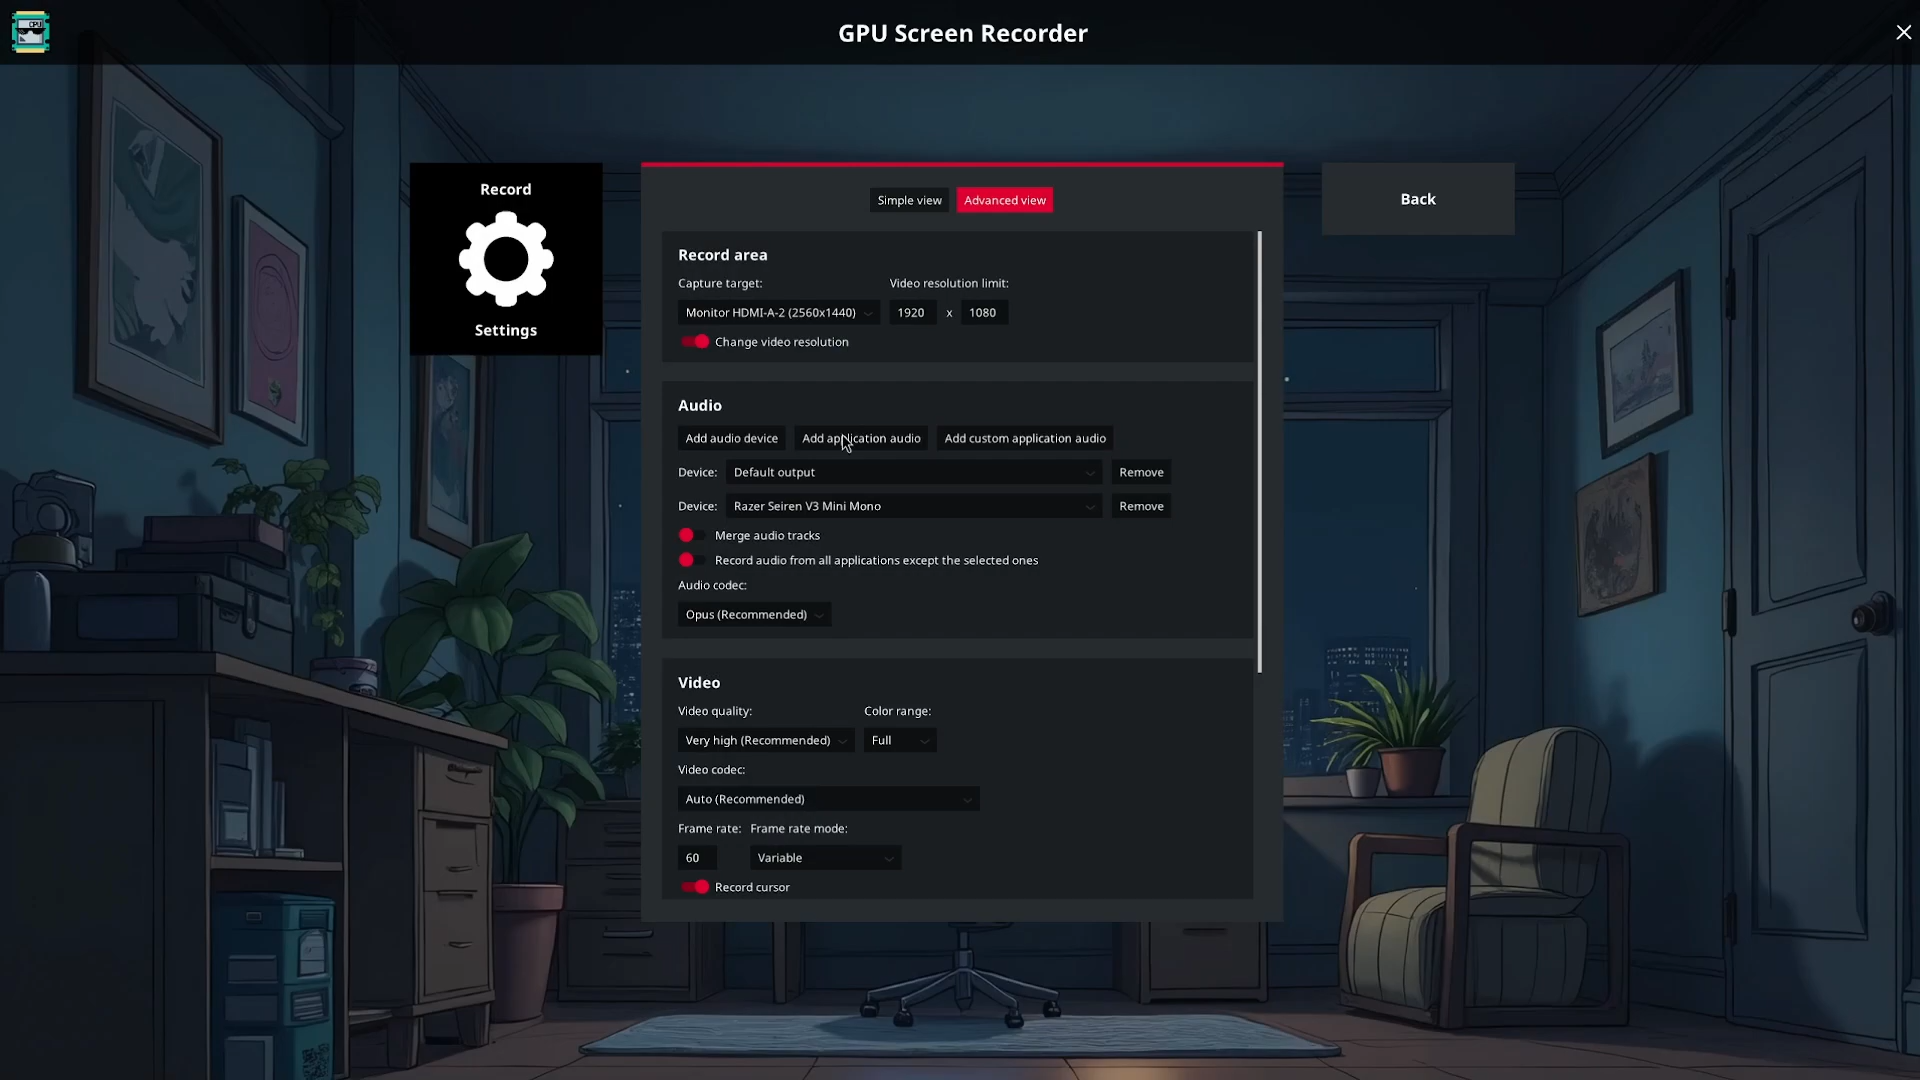 CPU
GPU Screen Recorder
Record
Settings
Simple view
Advanced view
Back
Record area
Capture target:
Video resolution limit:
Monitor HDMI-A-2 (2560x1440)
1920
x
1080
Change video resolution
Audio
Add audio device
Add application audio
Add custom application audio
Device:
Default output
Remove
Device:
Razer Seiren V3 Mini Mono
Remove
Merge audio tracks
Record audio from all applications except the selected ones
Audio codec:
Opus (Recommended)
Video
Video quality:
Color range:
Very high (Recommended)
Full
Video codec:
Auto (Recommended)
Frame rate:
Frame rate mode:
60
Variable
Record cursor